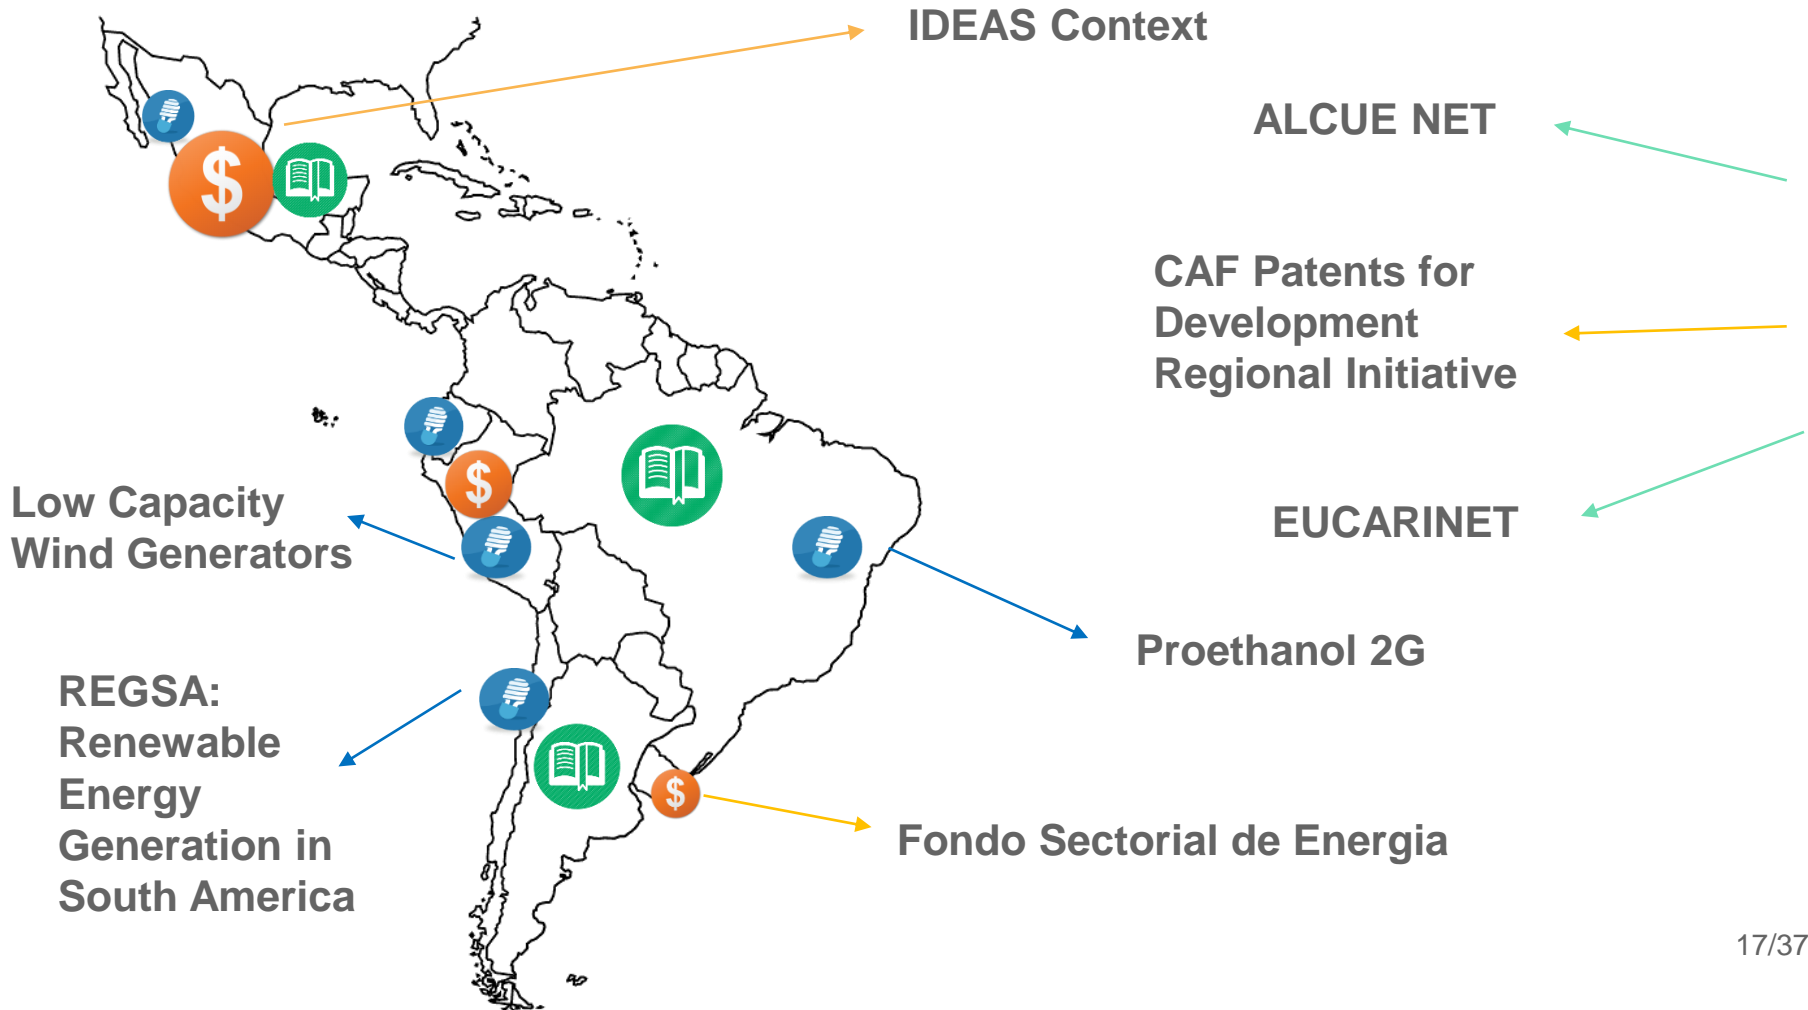 IDEAS Context
ALCUE NET
CAF Patents for
Development
Regional Initiative
Low Capacity
Wind Generators
EUCARINET
Proethanol 2G
REGSA:
Renewable
Energy
Generation in
South America
Fondo Sectorial de Energia
$
$
$
17/37